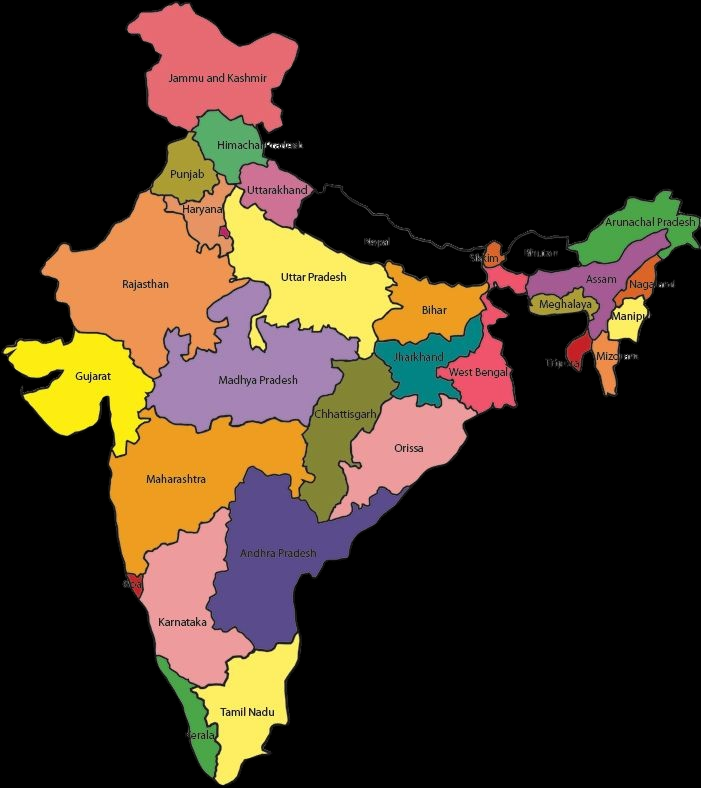 Jammu and Kashmir
Himachal Pradesh
Punjab
Uttarakhand
Haryana
Arunachal Pradesh
Nepal
Bhutan
Sikkim
Uttar Pradesh
Assam
Rajasthan
Nagaland
Meghalaya
Bihar
Manipur
Jharkhand
Tripura
Mizoram
West Bengal
Gujarat
Madhya Pradesh
Chhattisgarh
Orissa
Maharashtra
Andhra Pradesh
Goa
Karnataka
Tamil Nadu
Kerala